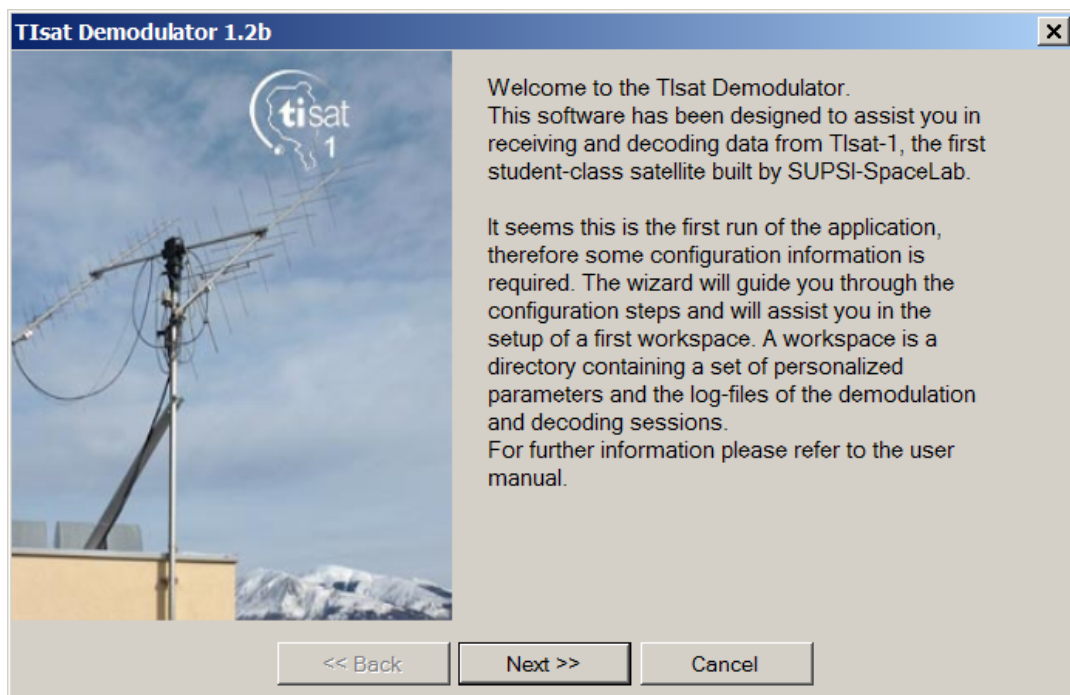 TIsat Demodulator 1.2b
tisat
1
Welcome to the TIsat Demodulator.
This software has been designed to assist you in
receiving and decoding data from TIsat-1, the first
student-class satellite built by SUPSI-SpaceLab.
It seems this is the first run of the application,
therefore some configuration information is
required. The wizard will guide you through the
configuration steps and will assist you in the
setup of a first workspace. A workspace is a
directory containing a set of personalized
parameters and the log-files of the demodulation
and decoding sessions.
For further information please refer to the user
manual.
<< Back
Next >>
Cancel